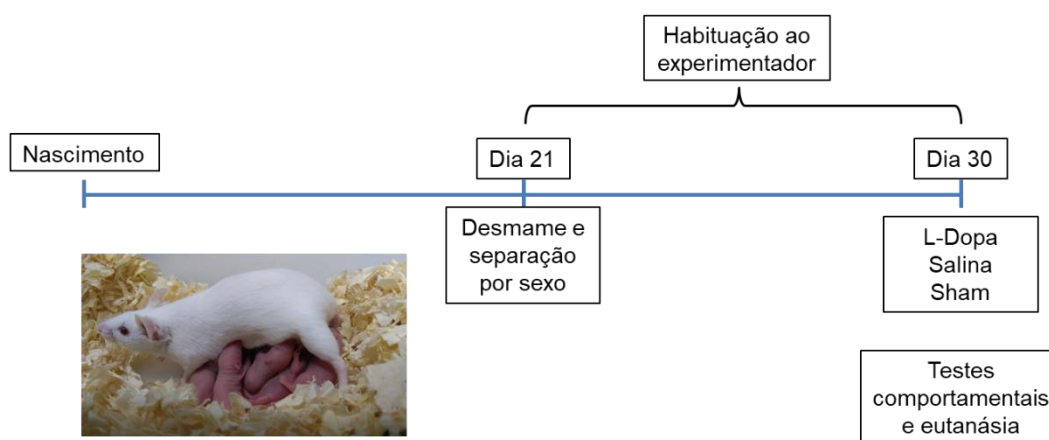 Habituação ao
experimentador
Nascimento
Dia 21
Dia 30
Desmame e
separação
por sexo
L-Dopa
Salina
Sham
Testes
comportamentais
e eutanásia